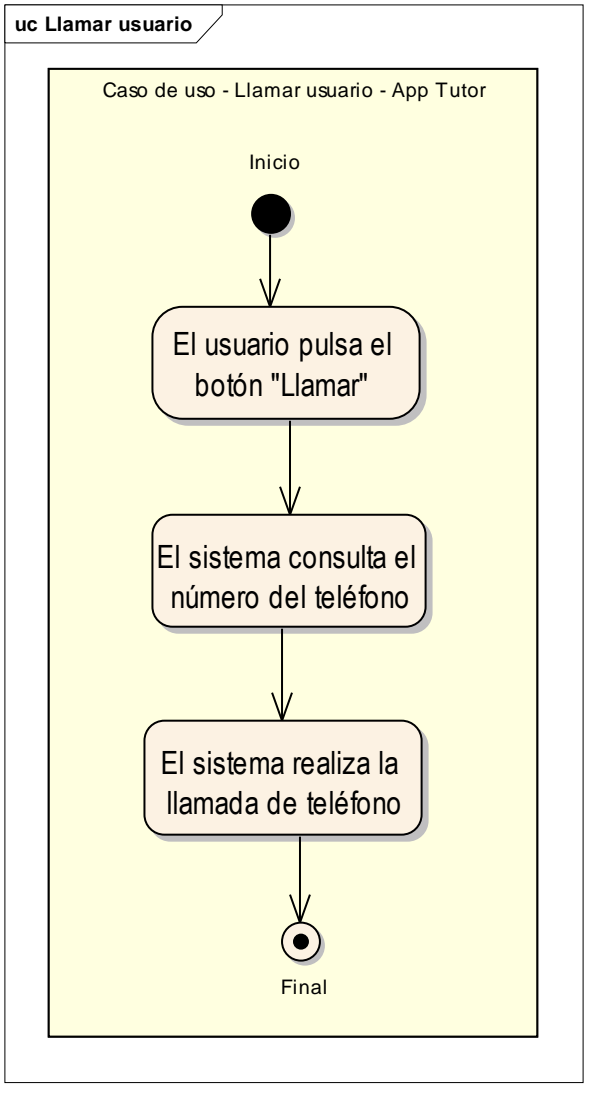 uc Llamar usuario
Caso de uso - Llamar usuario - App Tutor
Inicio
El usuario pulsa el
botón "Llamar"
El sistema consulta el
número del teléfono
El sistema realiza la
llamada de teléfono
Final